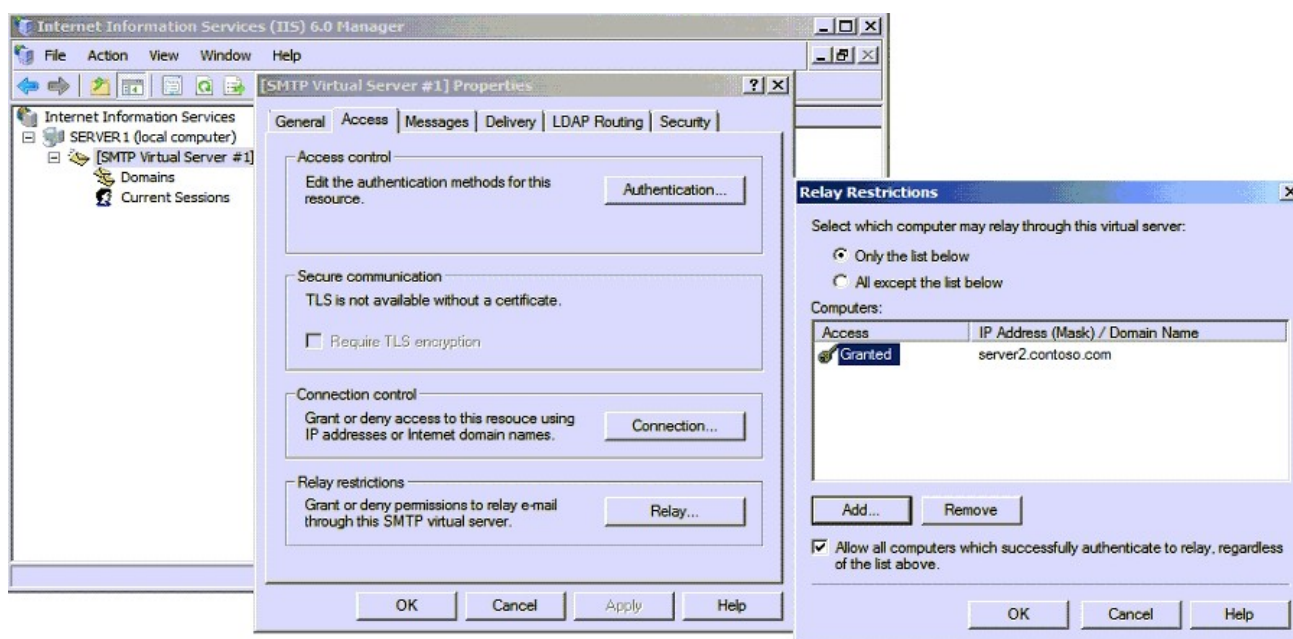 Internet Information Services (IIS) 6.0 Manager
File Action View Window Help
Internet Information Services
SERVER1 (local computer)
[SMTP Virtual Server #1]
Domains
Current Sessions
[SMTP Virtual Server #1] Properties
General Access Messages Delivery LDAP Routing Security
Access control
Edit the authentication methods for this
resource.
Authentication...
Secure communication
TLS is not available without a certificate.
Require TLS encryption
Connection control
Grant or deny access to this resouce using
IP addresses or Internet domain names.
Connection...
Relay restrictions
Grant or deny permissions to relay e-mail
through this SMTP virtual server.
Relay...
OK Cancel Apply Help
Relay Restrictions
Select which computer may relay through this virtual server:
Only the list below
All except the list below
Computers:
Access IP Address (Mask) / Domain Name
Granted server2.contoso.com
Add... Remove
Allow all computers which successfully authenticate to relay, regardless
of the list above.
OK Cancel Help